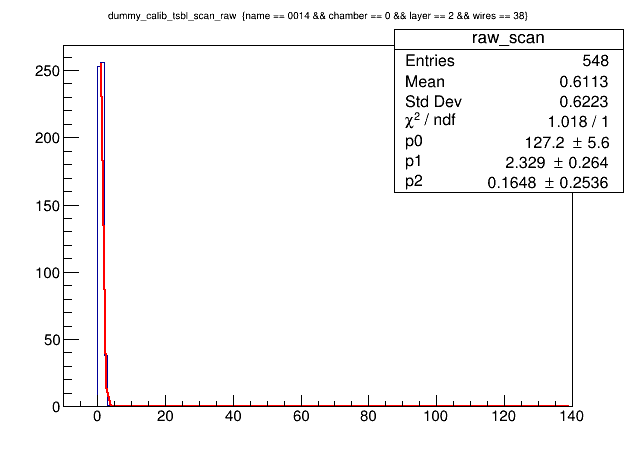 dummy_calib_tsbl_scan_raw {name == 0014 && chamber == 0 && layer == 2 && wires == 38}
raw_scan
Entries 548
Mean 0.6113
Std Dev 0.6223
χ² / ndf 1.018 / 1
p0 127.2 ± 5.6
p1 2.329 ± 0.264
p2 0.1648 ± 0.2536
250
200
150
100
50
0
0 20 40 60 80 100 120 140